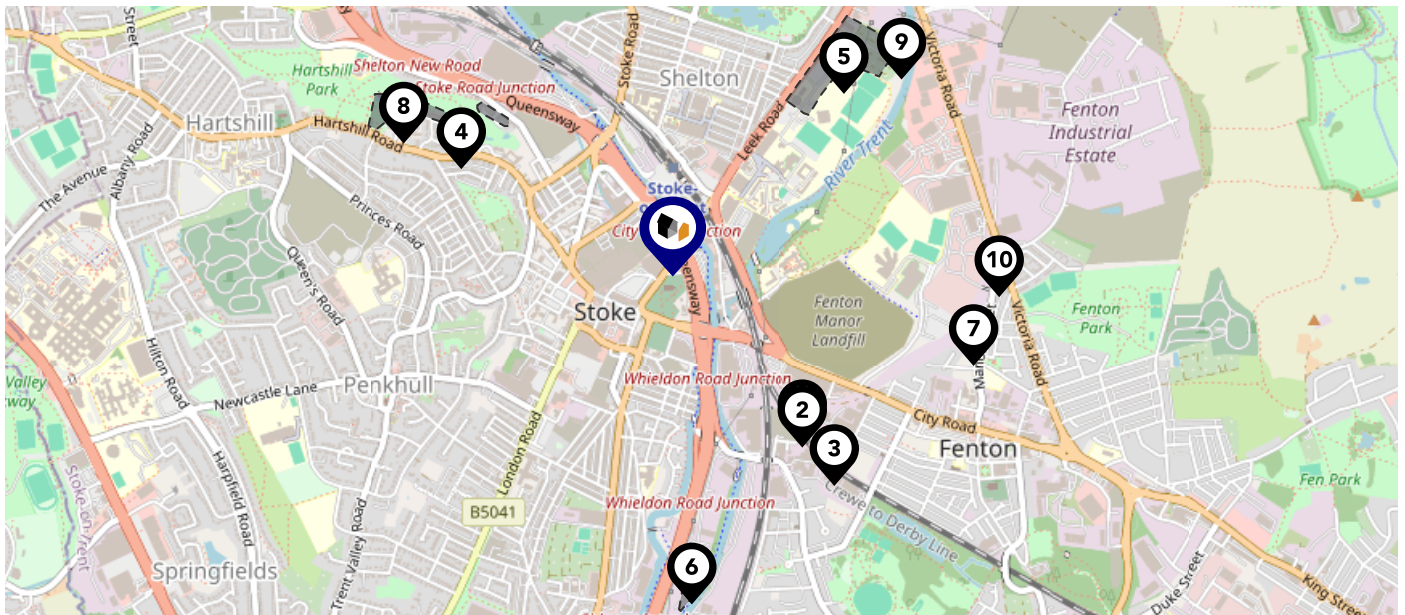 Street
Stoke Road
Victoria Road
Shelton New Road
Hartshill
Park
Stoke Road Junction
Shelton
5
9
8
4
Hartshill
Hartshill Road
Queensway
Leek Road
River Trent
Fenton
Industrial
Estate
The Avenue
Albany Road
Princes Road
Stoke-
City
Queen's Road
10
Fenton
Manor
Landfill
Fenton
Park
Victoria Road
Stoke
7
Hilton Road
Valley
Newcastle Lane
Penkhull
Whieldon Road Junction
2
City Road
3
Fenton
London Road
Harpfield Road
Stoke-on-Trent
B5041
Whieldon Road Junction
Crewe to Derby Line
Fen Park
Trent Valley Road
6
Springfields
Duke Street
King Street